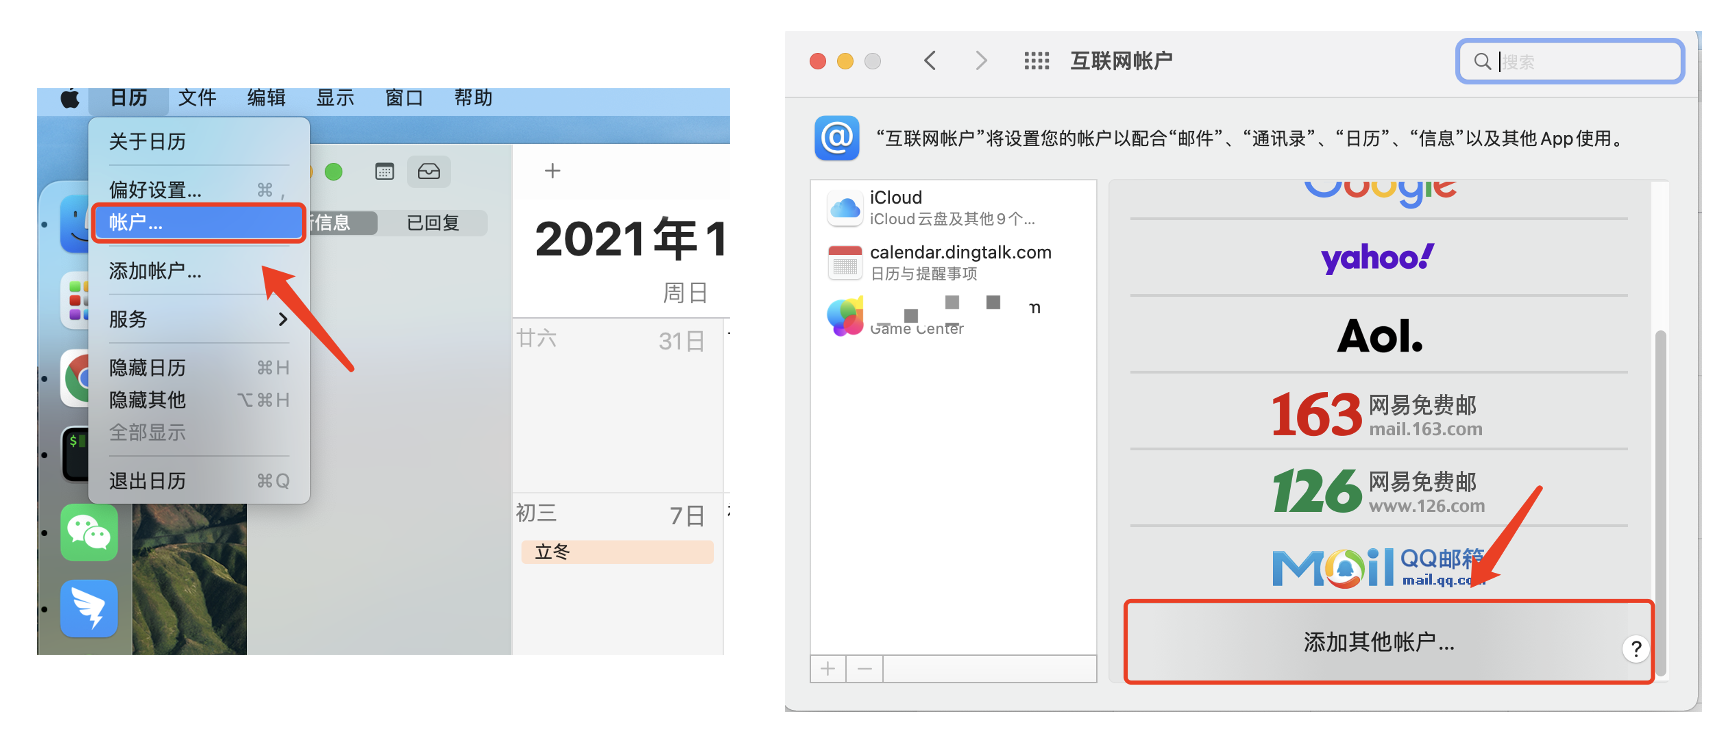 日历 文件 编辑 显示 窗口 帮助
关于日历
偏好设置... ⌘ ,
帐户...
添加帐户...
服务
隐藏日历 ⌘H
隐藏其他 ⌥⌘H
全部显示
退出日历 ⌘Q
信息 已回复
2021年1
周日
廿六 31日
初三 7日
立冬
互联网帐户
搜索
“互联网帐户”将设置您的帐户以配合“邮件”、“通讯录”、“日历”、“信息”以及其他 App 使用。
iCloud
iCloud 云盘及其他 9 个...
calendar.dingtalk.com
日历与提醒事项
m
Game Center
Google
yahoo!
Aol.
163 网易免费邮
mail.163.com
126 网易免费邮
www.126.com
Mail QQ邮箱
mail.qq.com
添加其他帐户...
?